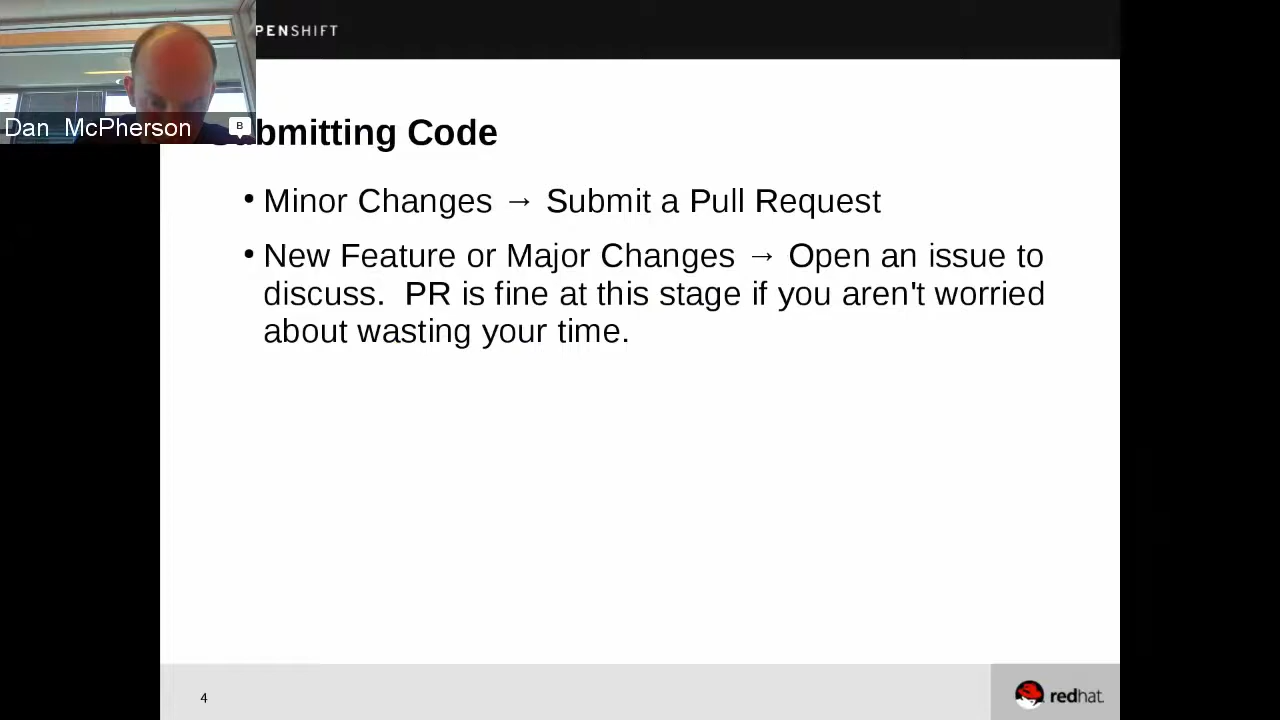 PENSHIFT
Dan McPherson
B
bmitting Code
• Minor Changes → Submit a Pull Request
• New Feature or Major Changes → Open an issue to
discuss. PR is fine at this stage if you aren't worried
about wasting your time.
4
redhat.